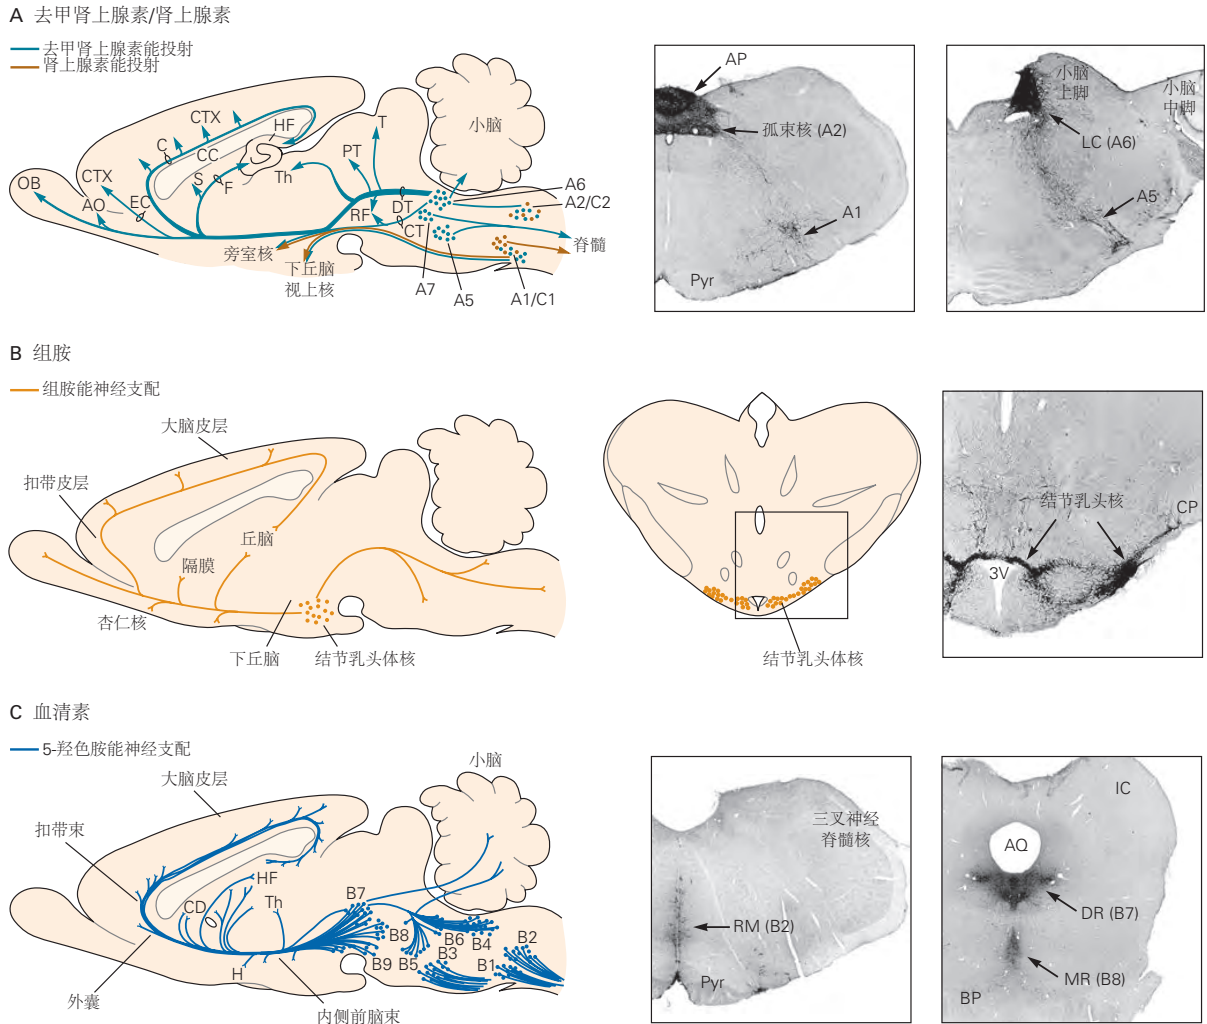 A 去甲肾上腺素/肾上腺素
去甲肾上腺素能投射
肾上腺素能投射
OB
CTX
AO
EC
C
CTX
CC
S
F
HF
Th
PT
T
RF
DT
CT
小脑
A6
A2/C2
脊髓
旁室核
下丘脑
视上核
A7
A5
A1/C1
AP
孤束核 (A2)
A1
Pyr
小脑
上脚
小脑
中脚
LC (A6)
A5
B 组胺
组胺能神经支配
大脑皮层
扣带皮层
丘脑
隔膜
杏仁核
下丘脑
结节乳头体核
结节乳头体核
结节乳头核
CP
3V
C 血清素
5-羟色胺能神经支配
大脑皮层
小脑
扣带束
HF
CD
Th
B7
B8
B9
B5
B6
B4
B3
B1
B2
H
外囊
内侧前脑束
三叉神经
脊髓核
RM (B2)
Pyr
IC
AQ
DR (B7)
MR (B8)
BP